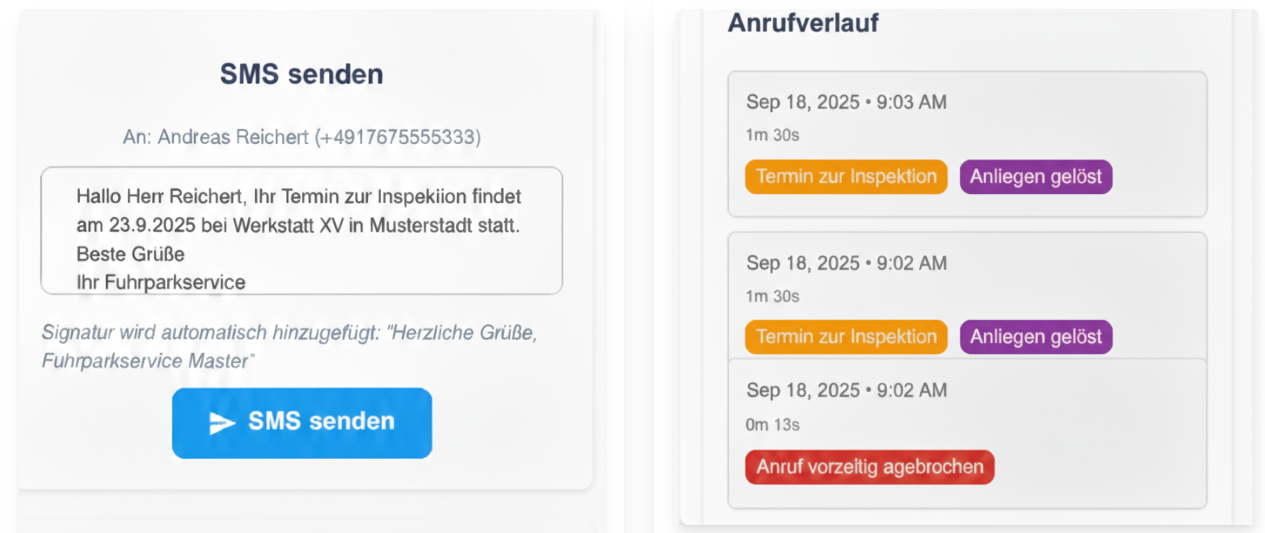 SMS senden
An: Andreas Reichert (+4917675555333)
Hallo Herr Reichert, Ihr Termin zur Inspekiion findet
am 23.9.2025 bei Werkstatt XV in Musterstadt statt.
Beste Grüße
Ihr Fuhrparkservice
Signatur wird automatisch hinzugefügt: "Herzliche Grüße,
Fuhrparkservice Master"
SMS senden
Anrufverlauf
Sep 18, 2025 • 9:03 AM
1m 30s
Termin zur Inspektion Anliegen gelöst
Sep 18, 2025 • 9:02 AM
1m 30s
Termin zur Inspektion Anliegen gelöst
Sep 18, 2025 • 9:02 AM
0m 13s
Anruf vorzeitig agebrochen